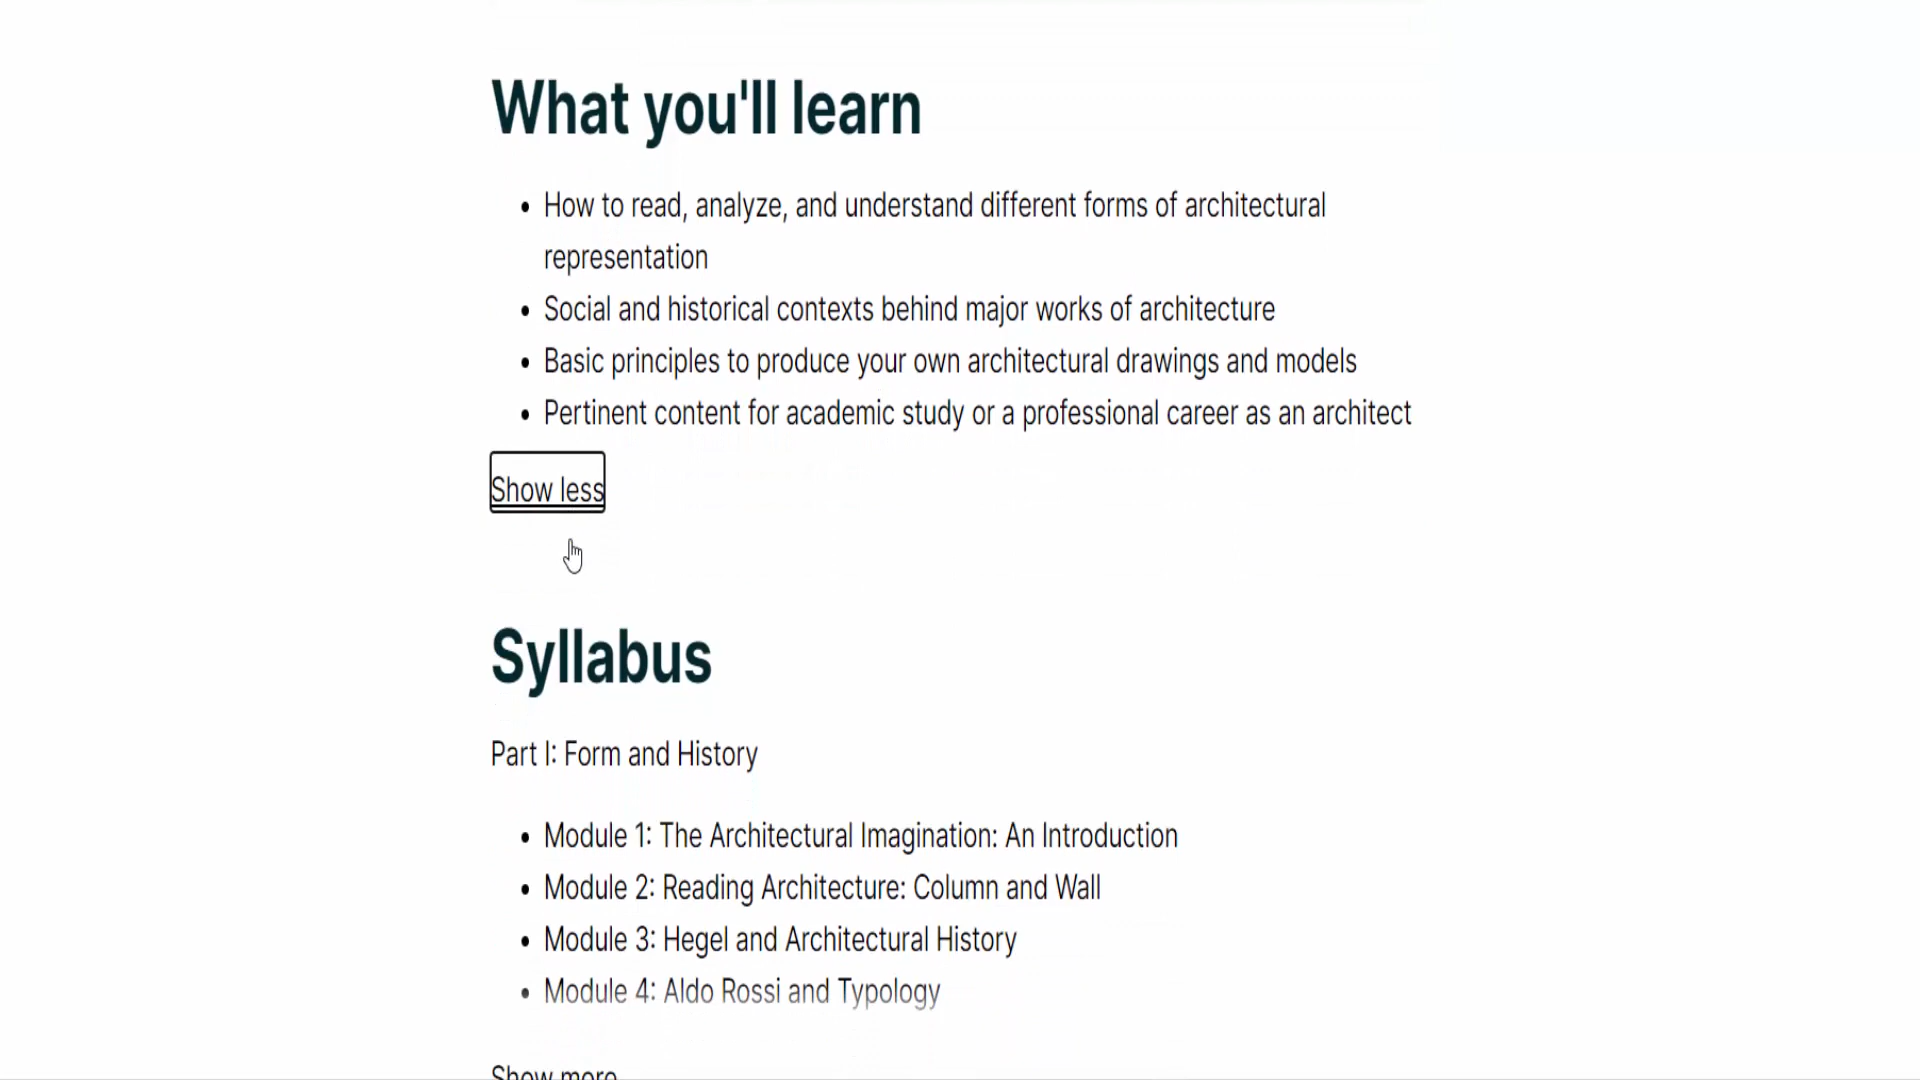 What you'll learn
• How to read, analyze, and understand different forms of architectural
representation
• Social and historical contexts behind major works of architecture
• Basic principles to produce your own architectural drawings and models
• Pertinent content for academic study or a professional career as an architect
Show less
Syllabus
Part I: Form and History
• Module 1: The Architectural Imagination: An Introduction
• Module 2: Reading Architecture: Column and Wall
• Module 3: Hegel and Architectural History
• Module 4: Aldo Rossi and Typology
Show more